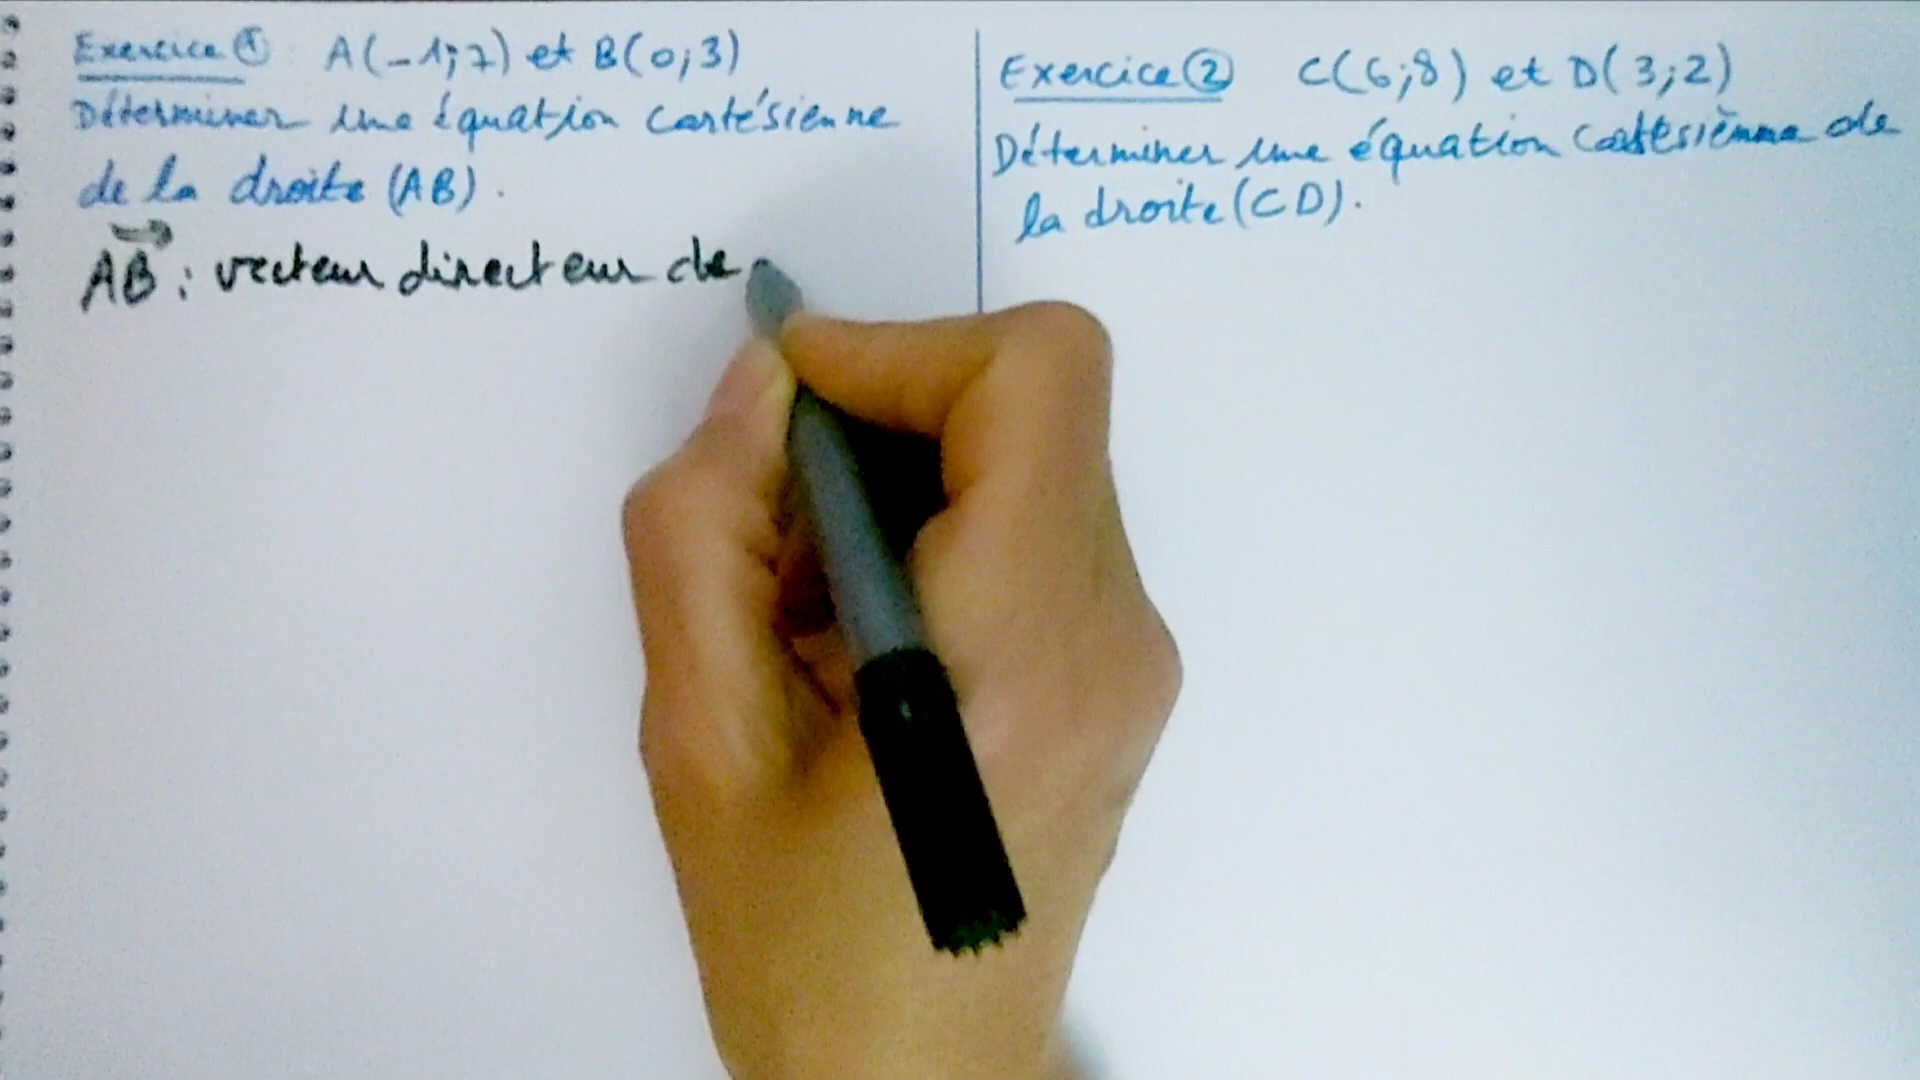 Exercice ① : A(-1;7) et B(0;3)
Déterminer une équation cartésienne
de la droite (AB).
AB : vecteur directeur de
Exercice ② C(6;8) et D(3;2)
Déterminer une équation cartésienne de
la droite (CD).